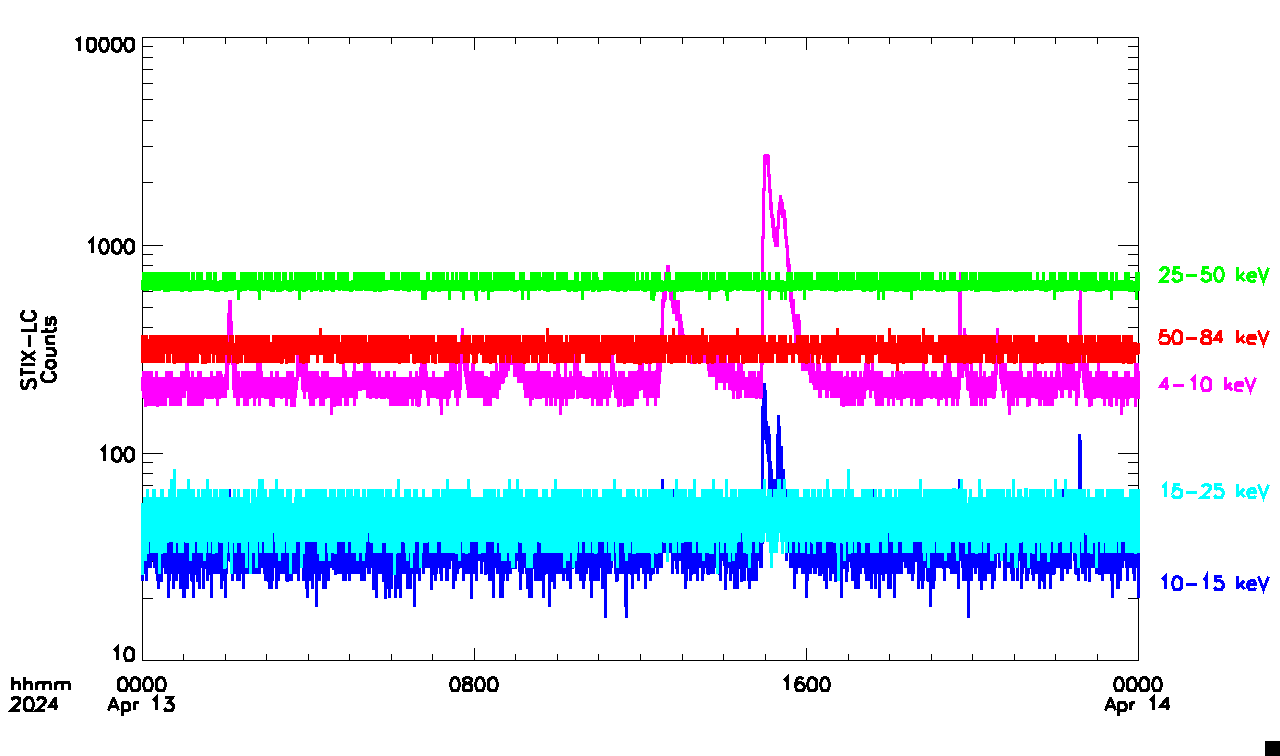 10000
1000
100
10
STIX-LC
Counts
25-50 keV
50-84 keV
4-10 keV
15-25 keV
10-15 keV
hhmm 0000 0800 1600 0000
2024 Apr 13 Apr 14